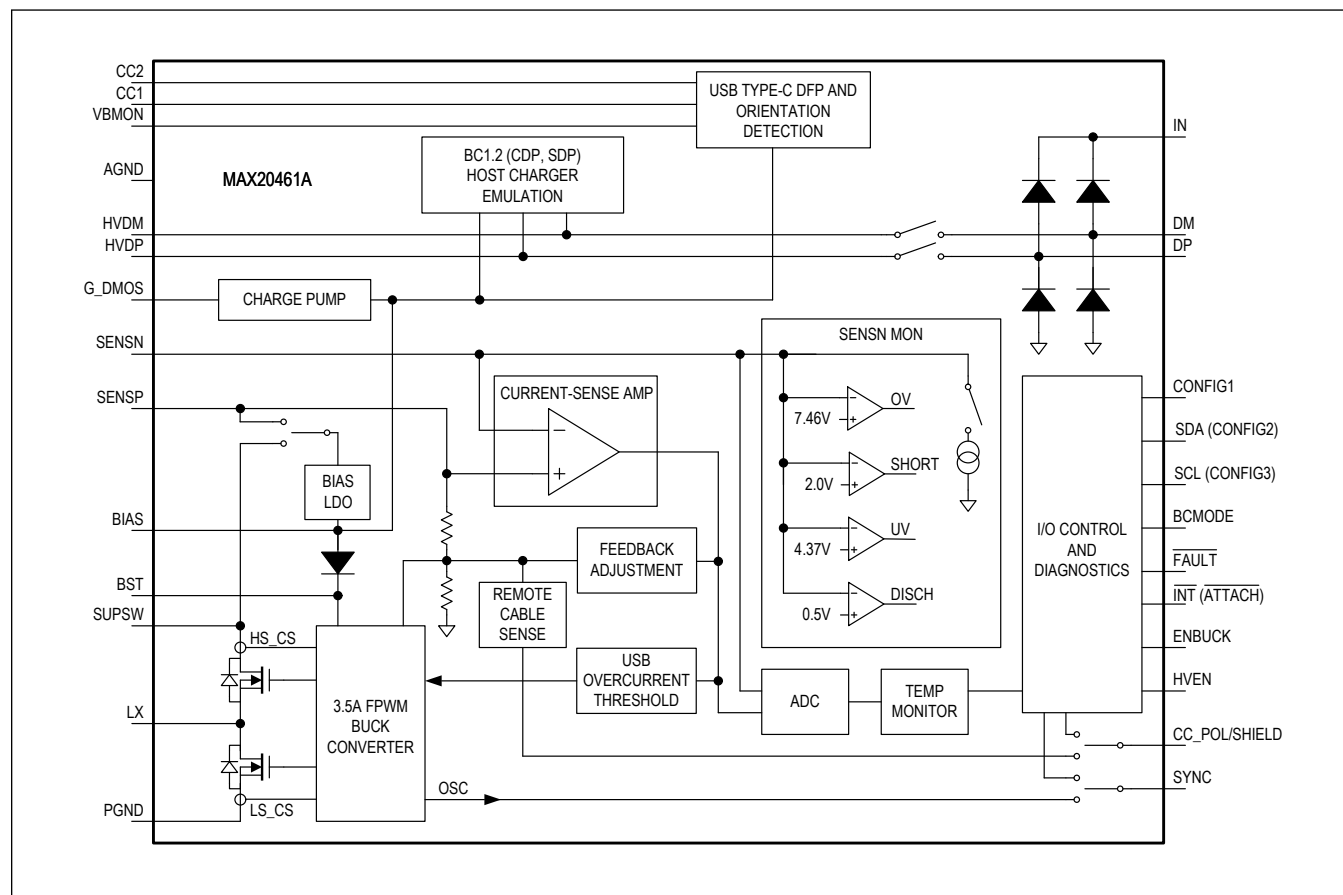 CC2
CC1
VBMON
AGND
HVDM
HVDP
G_DMOS
SENSN
SENSP
BIAS
BST
SUPSW
LX
PGND
MAX20461A
USB TYPE-C DFP AND
ORIENTATION
DETECTION
BC1.2 (CDP, SDP)
HOST CHARGER
EMULATION
CHARGE PUMP
CURRENT-SENSE AMP
−
+
BIAS
LDO
FEEDBACK
ADJUSTMENT
REMOTE
CABLE
SENSE
USB
OVERCURRENT
THRESHOLD
HS_CS
3.5A FPWM
BUCK
CONVERTER
LS_CS
OSC
SENSN MON
−
7.46V
+
OV
−
2.0V
+
SHORT
−
4.37V
+
UV
−
0.5V
+
DISCH
ADC
TEMP
MONITOR
I/O CONTROL
AND
DIAGNOSTICS
IN
DM
DP
CONFIG1
SDA (CONFIG2)
SCL (CONFIG3)
BCMODE
FAULT
INT (ATTACH)
ENBUCK
HVEN
CC_POL/SHIELD
SYNC